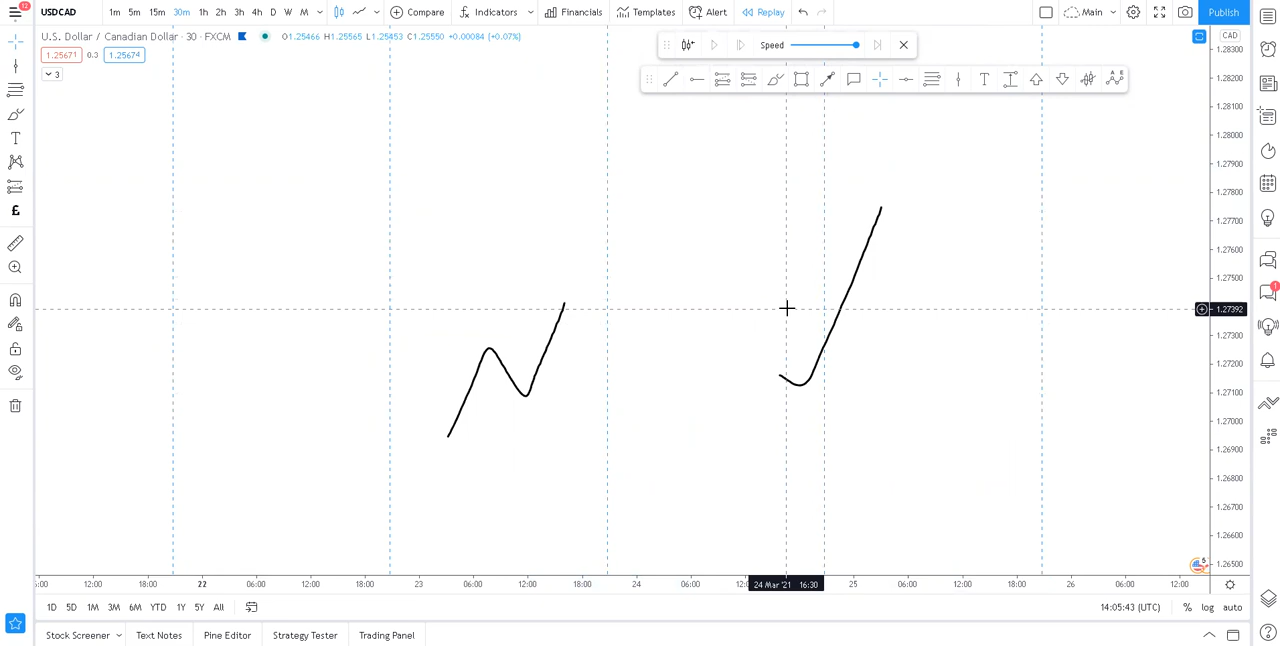 12
USDCAD 1m 5m 15m 30m 1h 2h 3h 4h D W M Compare Indicators Financials Templates Alert Replay Main Publish
U.S. Dollar / Canadian Dollar · 30 · FXCM O1.25466 H1.25565 L1.25453 C1.25550 +0.00084 (+0.07%)
Speed
CAD
1.25671 0.3 1.25674
3
1.28300
1.28200
1.28100
1.28000
1.27900
1.27800
1.27700
1.27600
1.27500
1.27392
1.27300
1.27200
1.27100
1.27000
1.26900
1.26800
1.26700
1.26600
1.26500
1
£
12:00 18:00 22 06:00 12:00 18:00 23 06:00 12:00 18:00 24 06:00 24 Mar '21 16:30 25 06:00 12:00 18:00 26 06:00 12:00
1D 5D 1M 3M 6M YTD 1Y 5Y All 14:05:43 (UTC) % log auto
Stock Screener Text Notes Pine Editor Strategy Tester Trading Panel